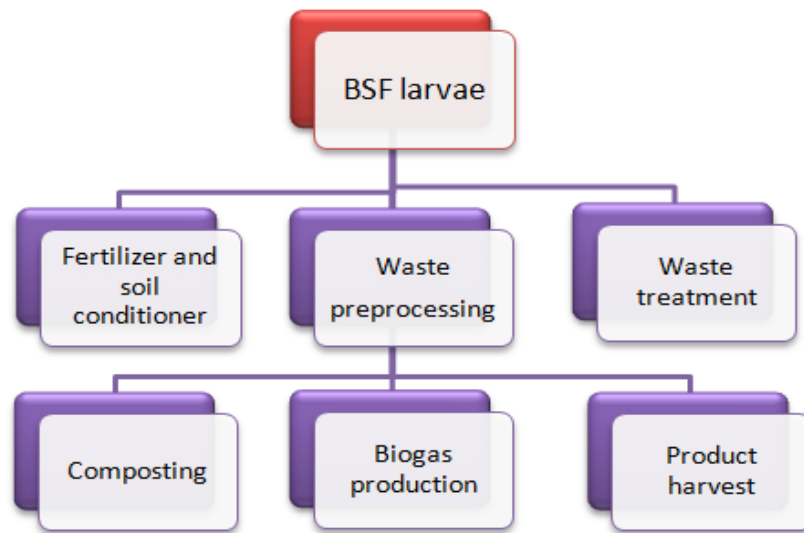 BSF larvae
Fertilizer and
soil
conditioner
Waste
preprocessing
Waste
treatment
Composting
Biogas
production
Product
harvest